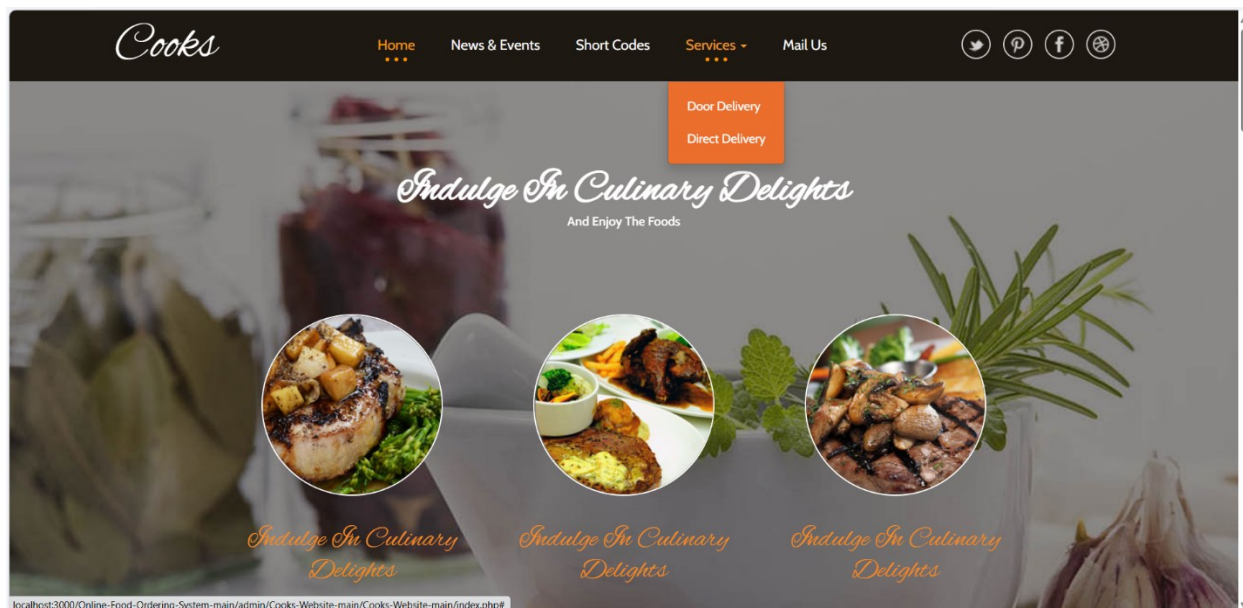 Cooks
Home News & Events Short Codes Services Mail Us
Door Delivery
Direct Delivery
Indulge In Culinary Delights
And Enjoy The Foods
Indulge In Culinary
Delights
Indulge In Culinary
Delights
Indulge In Culinary
Delights
localhost:3000/Online-Food-Ordering-System-main/admin/Cooks-Website-main/Cooks-Website-main/index.php#